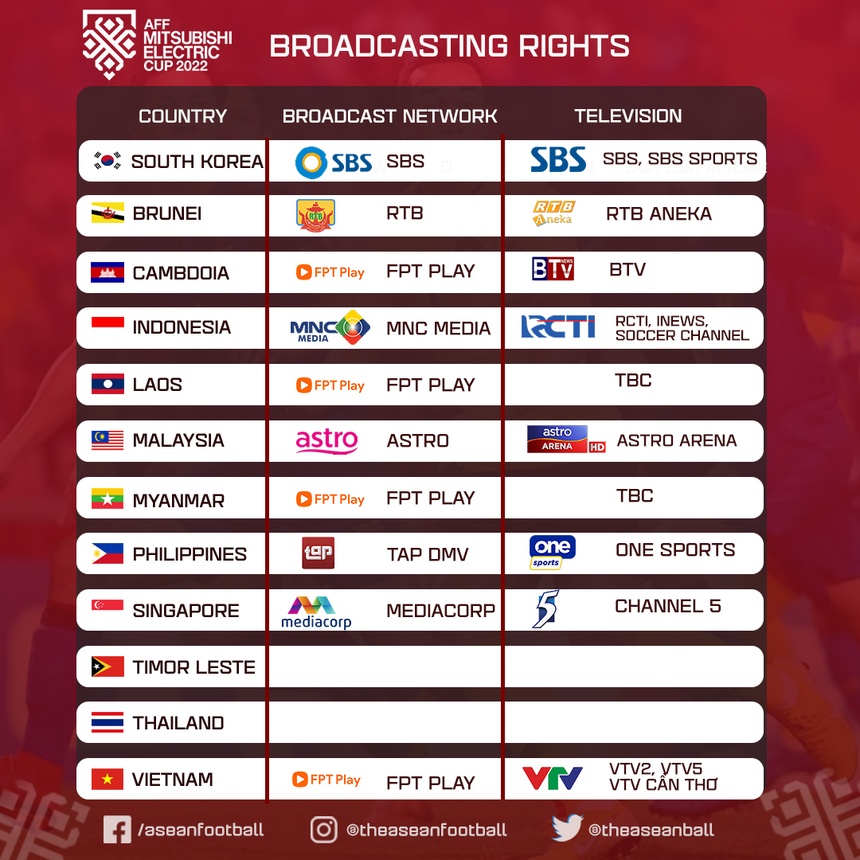 AFF
MITSUBISHI
ELECTRIC
CUP 2022
BROADCASTING RIGHTS
COUNTRY BROADCAST NETWORK TELEVISION
SOUTH KOREA SBS SBS SBS SBS, SBS SPORTS
BRUNEI RTB RTB RTB Aneka RTB ANEKA
CAMBDOIA FPT Play FPT PLAY BTV NEWS BTV
INDONESIA MNC MEDIA MNC MEDIA RCTI RCTI, INEWS,
SOCCER CHANNEL
LAOS FPT Play FPT PLAY TBC
MALAYSIA astro ASTRO astro ARENA HD ASTRO ARENA
MYANMAR FPT Play FPT PLAY TBC
PHILIPPINES tap TAP DMV one sports ONE SPORTS
SINGAPORE mediacorp MEDIACORP 5 CHANNEL 5
TIMOR LESTE
THAILAND
VIETNAM FPT Play FPT PLAY VTV VTV2, VTV5
VTV CẦN THƠ
/aseanfootball @theaseanfootball @theaseanball